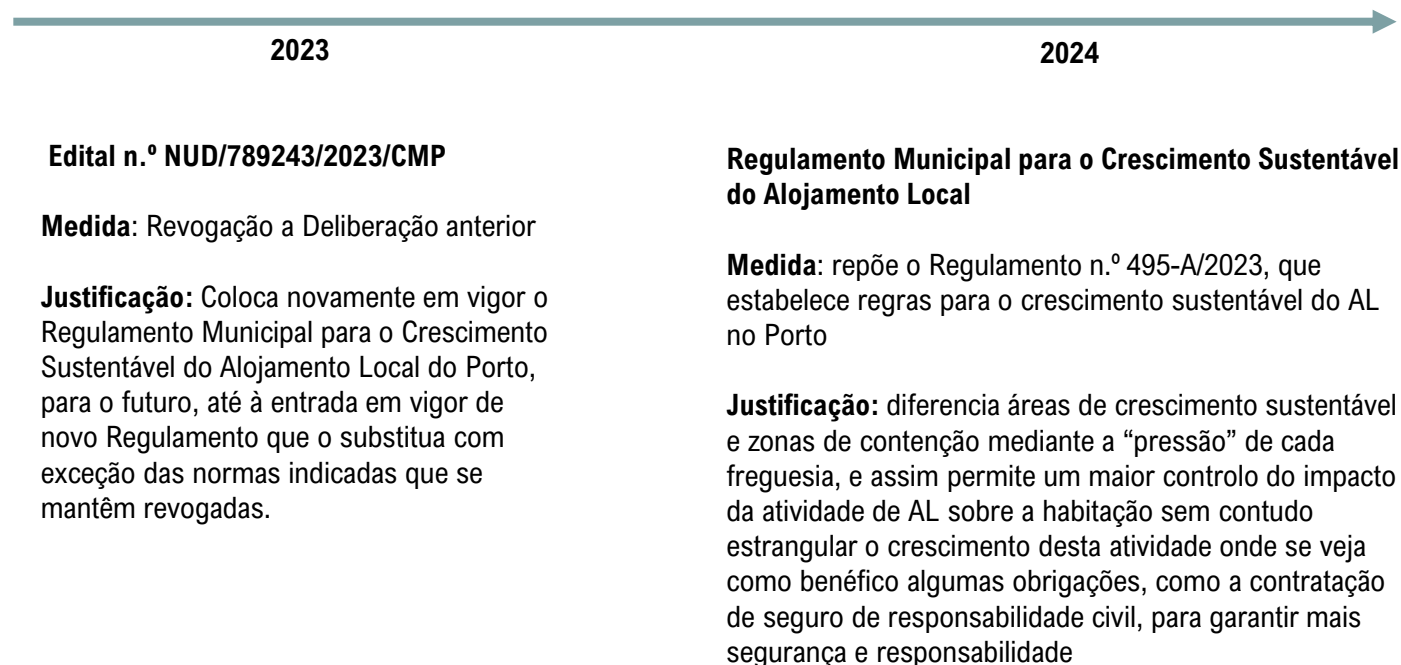 2023
2024
Edital n.º NUD/789243/2023/CMP
Medida: Revogação a Deliberação anterior
Justificação: Coloca novamente em vigor o
Regulamento Municipal para o Crescimento
Sustentável do Alojamento Local do Porto,
para o futuro, até à entrada em vigor de
novo Regulamento que o substitua com
exceção das normas indicadas que se
mantêm revogadas.
Regulamento Municipal para o Crescimento Sustentável
do Alojamento Local
Medida: repõe o Regulamento n.º 495-A/2023, que
estabelece regras para o crescimento sustentável do AL
no Porto
Justificação: diferencia áreas de crescimento sustentável
e zonas de contenção mediante a “pressão” de cada
freguesia, e assim permite um maior controlo do impacto
da atividade de AL sobre a habitação sem contudo
estrangular o crescimento desta atividade onde se veja
como benéfico algumas obrigações, como a contratação
de seguro de responsabilidade civil, para garantir mais
segurança e responsabilidade